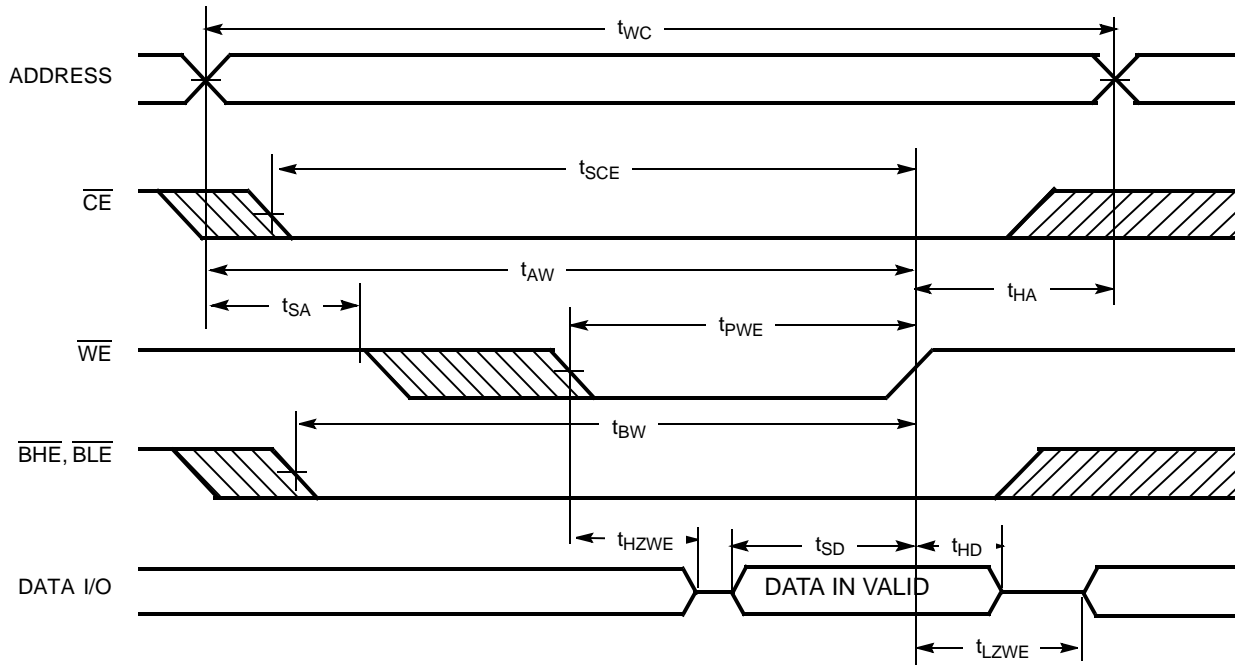 tWC
ADDRESS
tSCE
CE
tAW
tSA
tHA
tPWE
WE
tBW
BHE, BLE
tHZWE
tSD
tHD
DATA I/O
DATA IN VALID
tLZWE